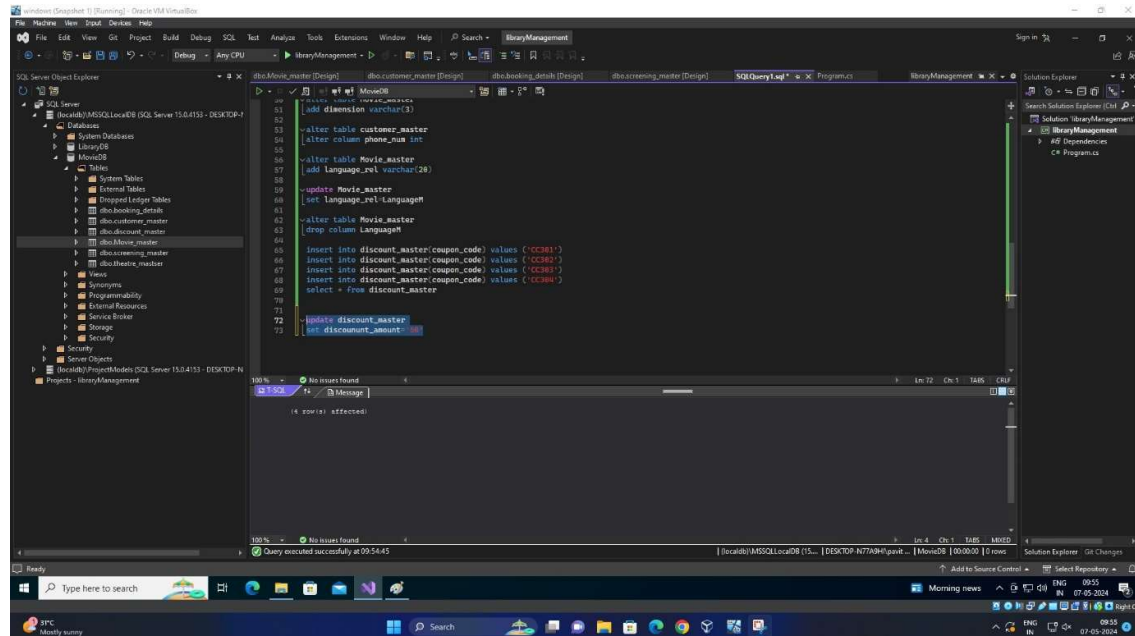 windows (Snapshot 1) [Running] - Oracle VM VirtualBox
File Machine View Input Devices Help
File Edit View Git Project Build Debug SQL Test Analyze Tools Extensions Window Help Search libraryManagement Sign in
Debug Any CPU libraryManagement
SQL Server Object Explorer
dbo.Movie_master [Design] dbo.customer_master [Design] dbo.booking_details [Design] dbo.screening_master [Design] SQLQuery1.sql * Program.cs libraryManagement Solution Explorer
MovieDB
SQL Server
(localdb)\MSSQLLocalDB (SQL Server 15.0.4153 - DESKTOP-
Databases
System Databases
LibraryDB
MovieDB
Tables
System Tables
External Tables
Dropped Ledger Tables
dbo.booking_details
dbo.customer_master
dbo.discount_master
dbo.Movie_master
dbo.screening_master
dbo.theatre_mastser
Views
Synonyms
Programmability
External Resources
Service Broker
Storage
Security
Security
Server Objects
(localdb)\ProjectModels (SQL Server 15.0.4153 - DESKTOP-N
Projects - libraryManagement
50 alter table Movie_master
51 add dimension varchar(3)
52
53 alter table customer_master
54 alter column phone_num int
55
56 alter table Movie_master
57 add language_rel varchar(20)
58
59 update Movie_master
60 set language_rel=LanguageM
61
62 alter table Movie_master
63 drop column LanguageM
64
65 insert into discount_master(coupon_code) values ('CC301')
66 insert into discount_master(coupon_code) values ('CC302')
67 insert into discount_master(coupon_code) values ('CC303')
68 insert into discount_master(coupon_code) values ('CC304')
69 select * from discount_master
70
71
72 update discount_master
73 set discoununt_amount=
100 % No issues found Ln: 72 Ch: 1 TABS CRLF
T-SQL Message
(4 row(s) affected)
100 % No issues found Ln: 4 Ch: 1 TABS MIXED
Query executed successfully at 09:54:45 (localdb)\MSSQLLocalDB (15.... DESKTOP-N77A9HI\pavit ... MovieDB 00:00:00 0 rows
Search Solution Explorer (Ctrl
Solution 'libraryManagement'
libraryManagement
Dependencies
C# Program.cs
Solution Explorer Git Changes
Ready Add to Source Control Select Repository
Type here to search Morning news ENG IN 09:55 07-05-2024
Right C
31°C
Mostly sunny
Search ENG IN 09:55 07-05-2024